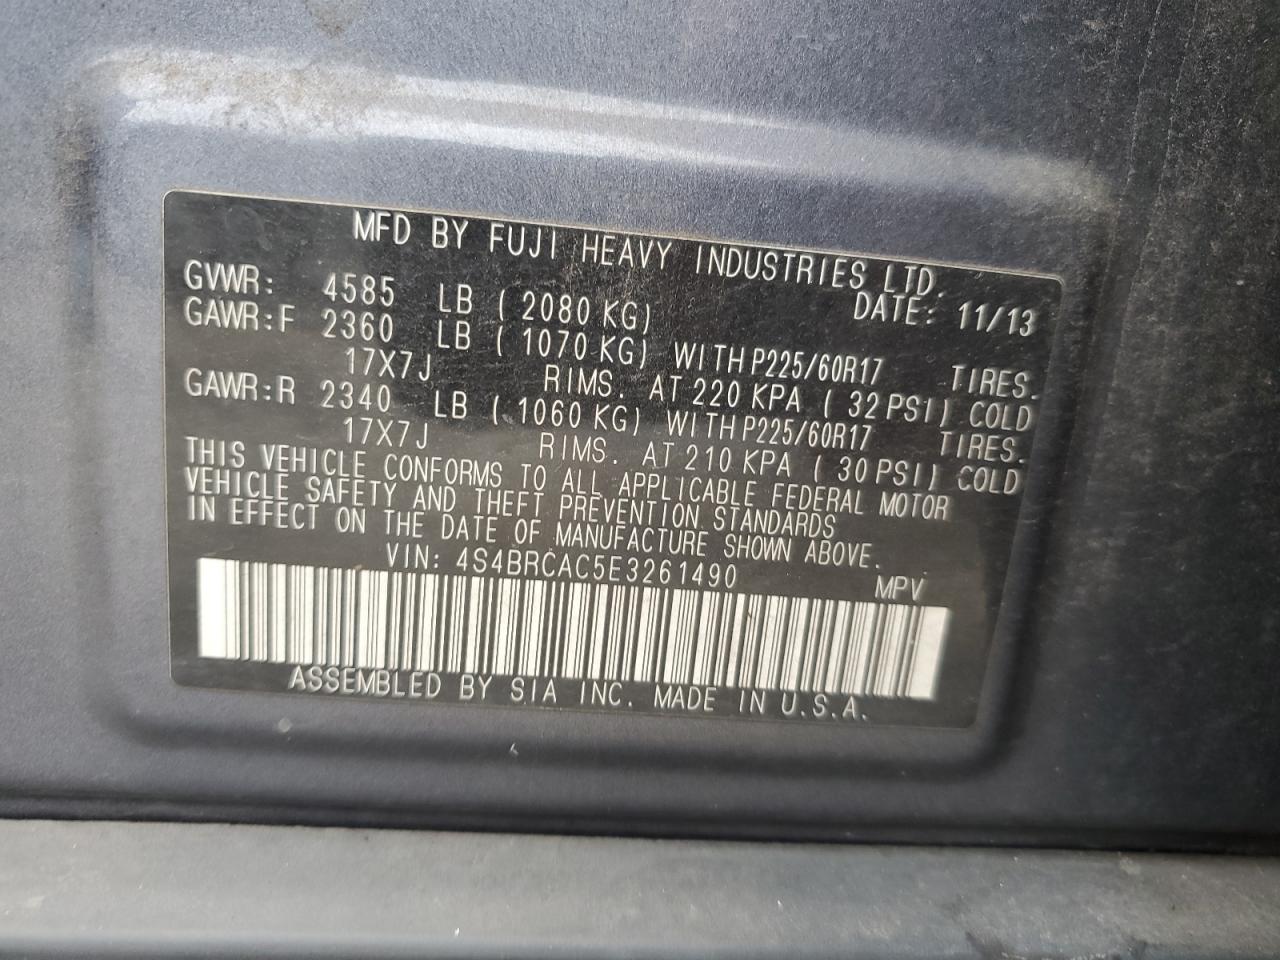 MFD BY FUJI HEAVY INDUSTRIES LTD.
GVWR: 4585 LB ( 2080 KG) DATE: 11/13
GAWR:F 2360 LB ( 1070 KG) WITH P225/60R17 TIRES.
17X7J RIMS. AT 220 KPA ( 32 PSI) COLD
GAWR:R 2340 LB ( 1060 KG) WITH P225/60R17 TIRES.
17X7J RIMS. AT 210 KPA ( 30 PSI) COLD
THIS VEHICLE CONFORMS TO ALL APPLICABLE FEDERAL MOTOR
VEHICLE SAFETY AND THEFT PREVENTION STANDARDS
IN EFFECT ON THE DATE OF MANUFACTURE SHOWN ABOVE.
VIN: 4S4BRCAC5E3261490 MPV
ASSEMBLED BY SIA INC. MADE IN U.S.A.